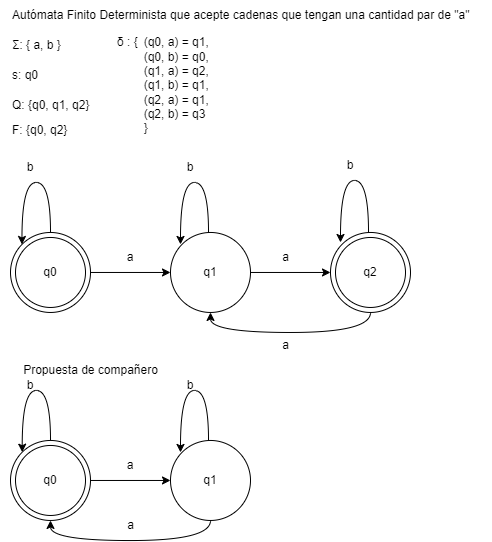 Autómata Finito Determinista que acepte cadenas que tengan una cantidad par de "a"
Σ: { a, b }
s: q0
Q: {q0, q1, q2}
F: {q0, q2}
δ : { (q0, a) = q1,
(q0, b) = q0,
(q1, a) = q2,
(q1, b) = q1,
(q2, a) = q1,
(q2, b) = q3
}
b b b
a a
q0 q1 q2
a
Propuesta de compañero
b b
a
q0 q1
a